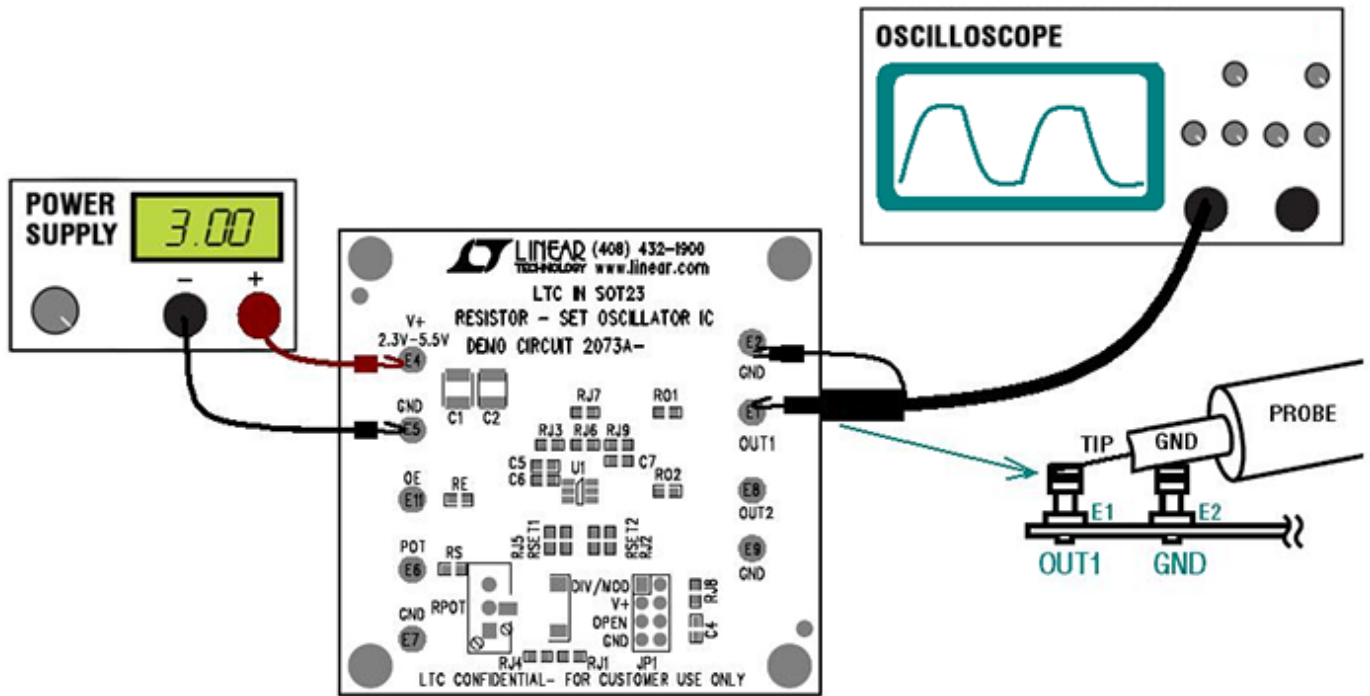 OSCILLOSCOPE
POWER
SUPPLY
3.00
- +
LINEAR (408) 432-1900
TECHNOLOGY www.linear.com
LTC IN SOT23
RESISTOR - SET OSCILLATOR IC
DEMO CIRCUIT 2073A-
V+
2.3V-5.5V
E4
GND
E5
OE
E11
POT
E6
GND
E7
C1 C2
RJ7
RO1
RJ3 RJ6 RJ9
C5
C6
C7
U1
RO2
RE
RS
RPOT
RJ5
RSET1
RSET2
RJ2
DIV/MOD
V+
OPEN
GND
JP1
RJ8
C4
RJ4 RJ1
LTC CONFIDENTIAL- FOR CUSTOMER USE ONLY
E2
GND
E1
OUT1
E8
OUT2
E9
GND
PROBE
TIP
GND
E1 E2
OUT1 GND